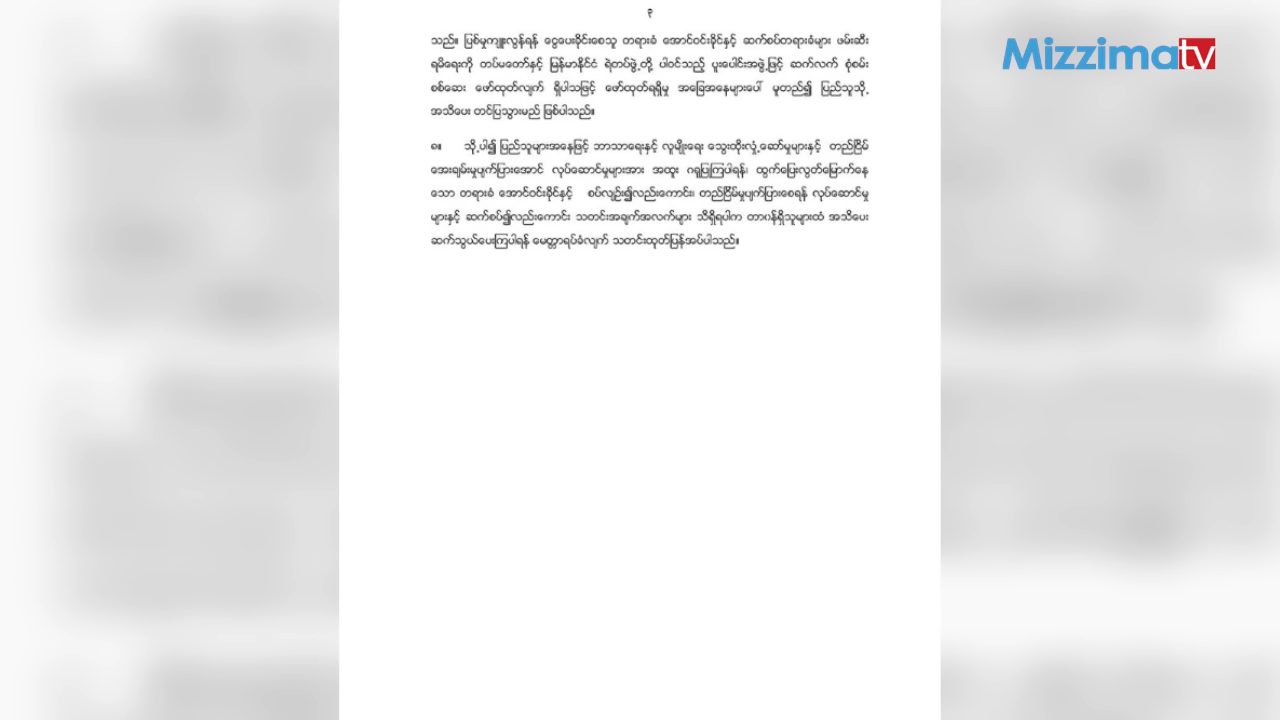 ၃
Mizzima tv
သည်။ ပြစ်မှုကျူးလွန်ရန် ငွေပေးခိုင်းစေသူ တရားခံ အောင်ဝင်းခိုင်နှင့် ဆက်စပ်တရားခံများ ဖမ်းဆီး
ရမိရေးကို တပ်မတော်နှင့် မြန်မာနိုင်ငံ ရဲတပ်ဖွဲ့တို့ ပါဝင်သည့် ပူးပေါင်းအဖွဲ့ဖြင့် ဆက်လက် စုံစမ်း
စစ်ဆေး ဖော်ထုတ်လျက် ရှိပါသဖြင့် ဖော်ထုတ်ရရှိမှု အခြေအနေများပေါ် မူတည်၍ ပြည်သူသို့
အသိပေး တင်ပြသွားမည် ဖြစ်ပါသည်။
၈။ သို့ပါ၍ ပြည်သူများအနေဖြင့် ဘာသာရေးနှင့် လူမျိုးရေး သွေးထိုးလှုံ့ဆော်မှုများနှင့် တည်ငြိမ်
အေးချမ်းမှုပျက်ပြားအောင် လုပ်ဆောင်မှုများအား အထူး ဂရုပြုကြပါရန်၊ ထွက်ပြေးလွတ်မြောက်နေ
သော တရားခံ အောင်ဝင်းခိုင်နှင့် စပ်လျဉ်း၍လည်းကောင်း၊ တည်ငြိမ်မှုပျက်ပြားစေရန် လုပ်ဆောင်မှု
များနှင့် ဆက်စပ်၍လည်းကောင်း သတင်းအချက်အလက်များ သိရှိရပါက တာဝန်ရှိသူများထံ အသိပေး
ဆက်သွယ်ပေးကြပါရန် မေတ္တာရပ်ခံလျက် သတင်းထုတ်ပြန်အပ်ပါသည်။